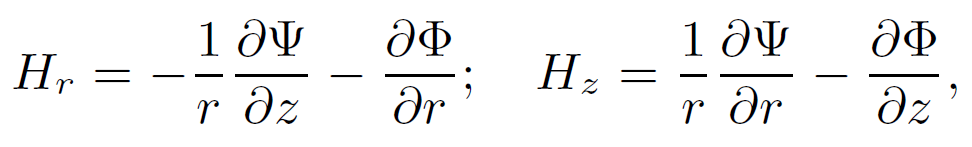 $H_r = -\frac{1}{r}\frac{\partial \Psi}{\partial z} - \frac{\partial \Phi}{\partial r}; \quad H_z = \frac{1}{r}\frac{\partial \Psi}{\partial r} - \frac{\partial \Phi}{\partial z},$